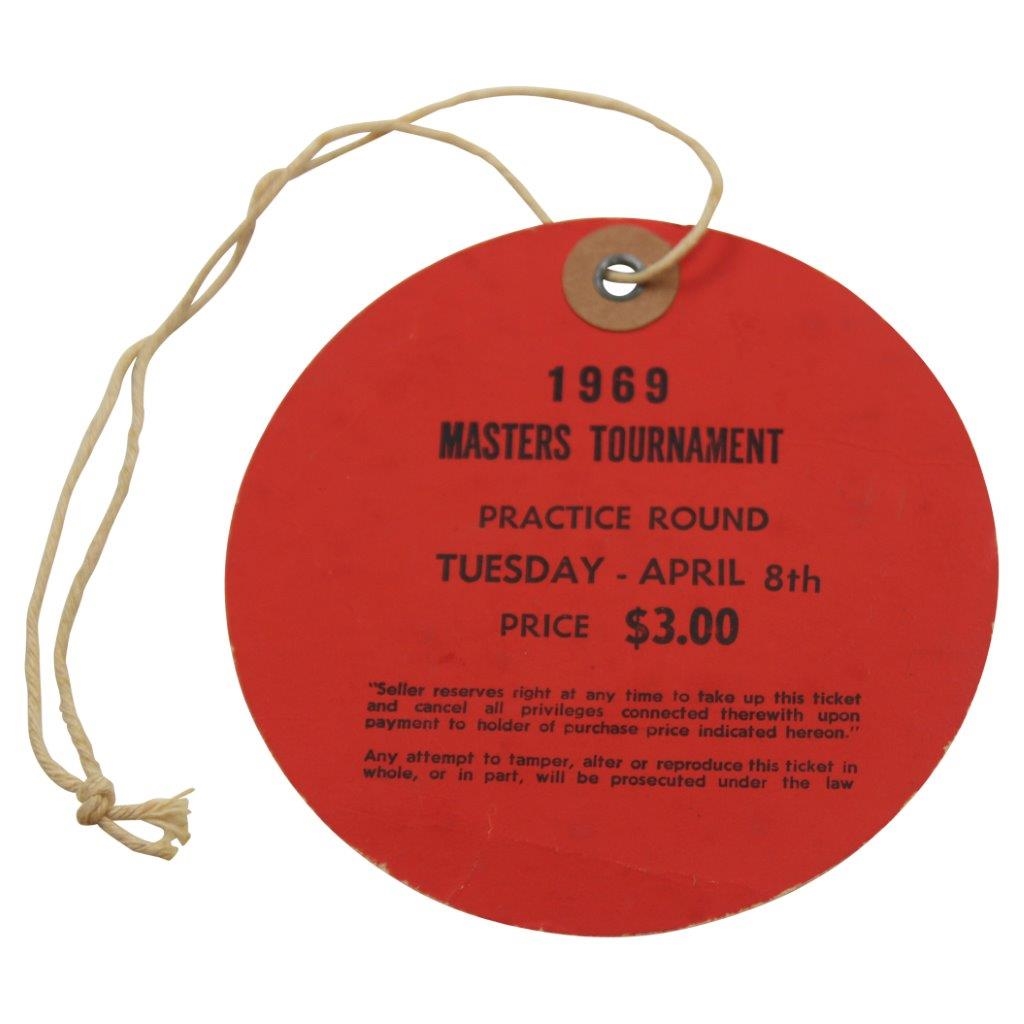 1969
MASTERS TOURNAMENT
PRACTICE ROUND
TUESDAY - APRIL 8th
PRICE $3.00
"Seller reserves right at any time to take up this ticket
and cancel all privileges connected therewith upon
payment to holder of purchase price indicated hereon."
Any attempt to tamper, alter or reproduce this ticket in
whole, or in part, will be prosecuted under the law